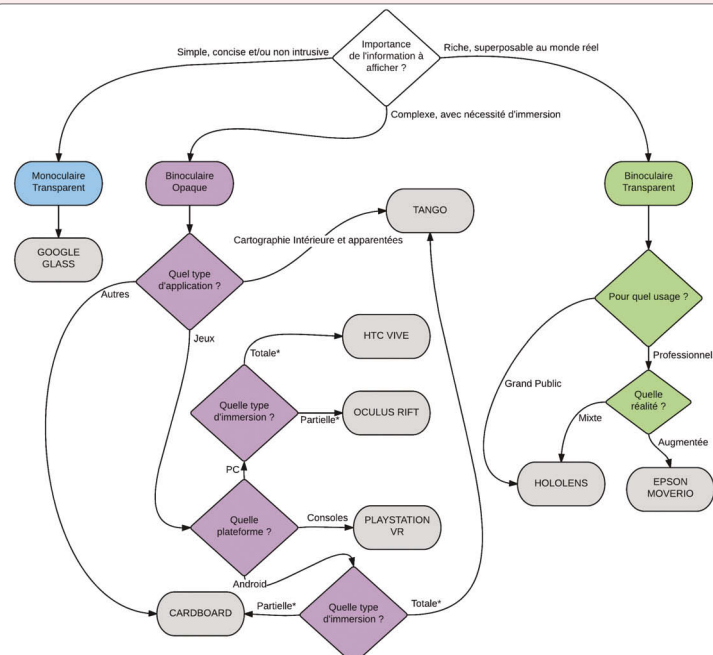 Importance
de l'information à
afficher ?
Simple, concise et/ou non intrusive
Riche, superposable au monde réel
Complexe, avec nécessité d'immersion
Monoculaire
Transparent
Binoculaire
Opaque
Binoculaire
Transparent
GOOGLE
GLASS
TANGO
Cartographie Intérieure et apparentées
Quel type
d'application ?
Autres
Jeux
Pour quel usage ?
Grand Public
Professionnel
HTC VIVE
Totale*
Quelle type
d'immersion ?
Partielle*
OCULUS RIFT
Quelle
réalité ?
Mixte
Augmentée
PC
HOLOLENS
EPSON
MOVERIO
Quelle
plateforme ?
Consoles
PLAYSTATION
VR
Android
CARDBOARD
Partielle*
Quelle type
d'immersion ?
Totale*